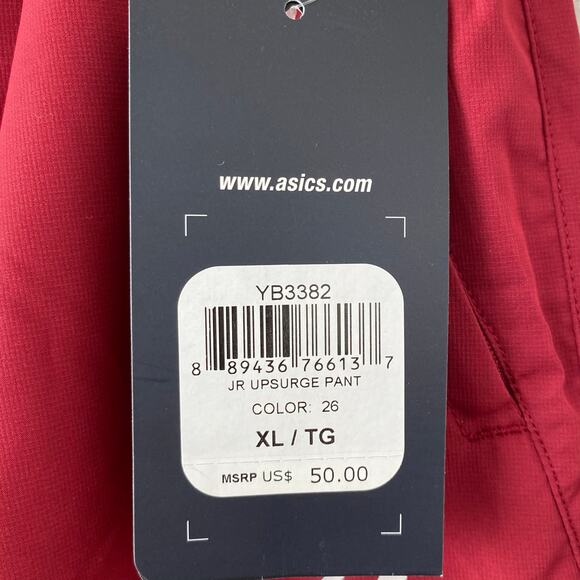 www.asics.com
YB3382
8 89436 76613 7
JR UPSURGE PANT
COLOR: 26
XL / TG
MSRP US$ 50.00